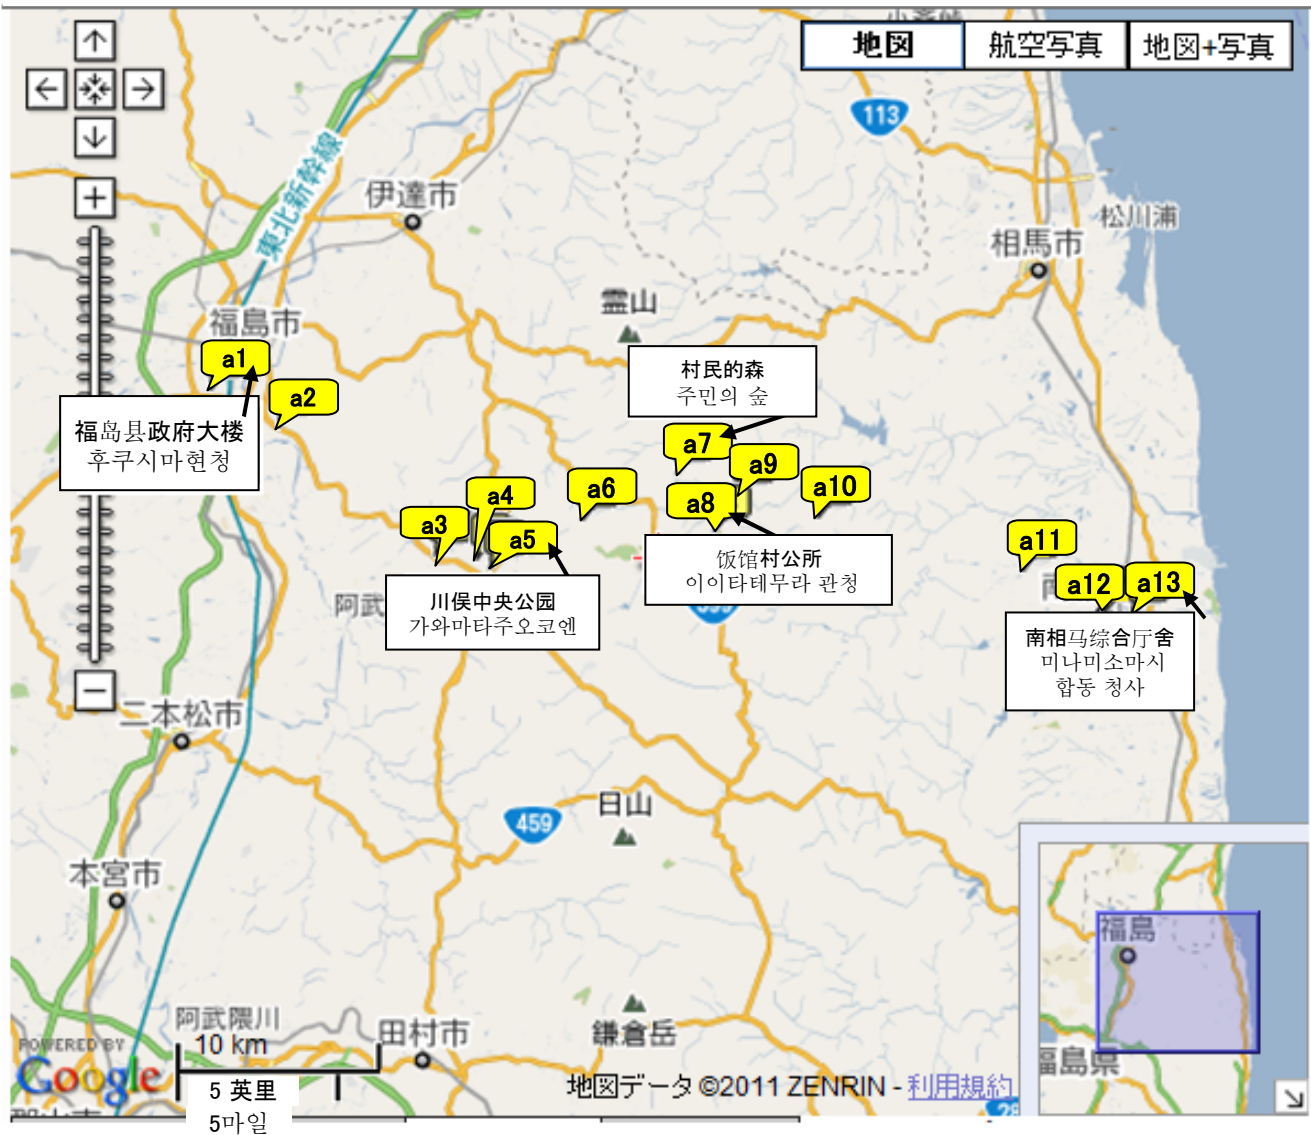 地図
航空写真
地図+写真
113
東北新幹線
伊達市
松川浦
相馬市
霊山
福島市
a1
a2
村民的森
주민의 숲
福岛县政府大楼
후쿠시마현청
a7
a9
a8
a10
a6
a4
a3
a5
饭馆村公所
이이타테무라 관청
a11
a12
a13
川俣中央公园
가와마타주오코엔
阿武
南相马综合厅舍
미나미소마시
합동 청사
二本松市
日山
459
本宮市
福島
阿武隈川
10 km
田村市
鎌倉岳
福島県
POWERED BY
Google
5 英里
5마일
地図データ ©2011 ZENRIN - 利用規約